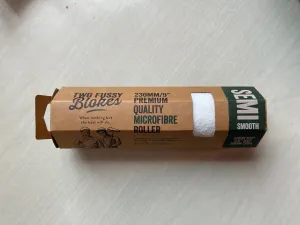 TWO FUSSY
Blokes
230MM/9"
PREMIUM
QUALITY
MICROFIBRE
ROLLER
SEMI
SMOOTH